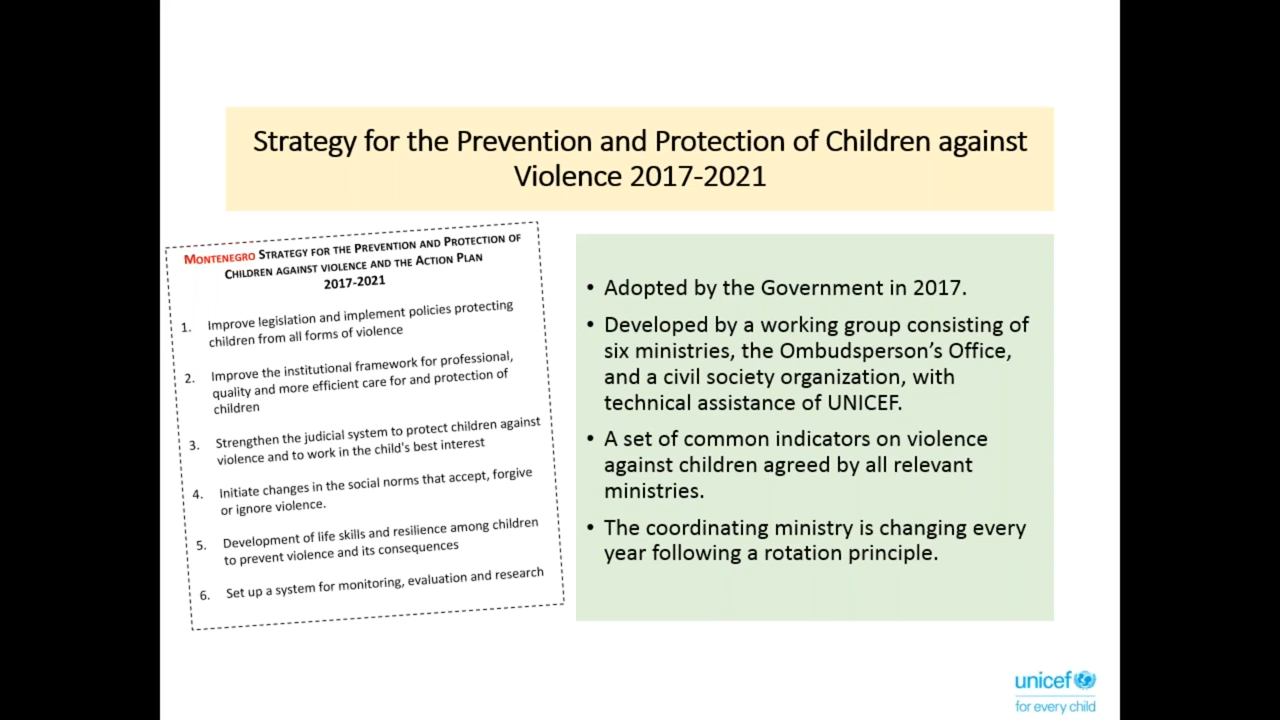 Strategy for the Prevention and Protection of Children against
Violence 2017-2021
MONTENEGRO STRATEGY FOR THE PREVENTION AND PROTECTION OF
CHILDREN AGAINST VIOLENCE AND THE ACTION PLAN
2017-2021
1. Improve legislation and implement policies protecting
children from all forms of violence
2. Improve the institutional framework for professional,
quality and more efficient care for and protection of
children
3. Strengthen the judicial system to protect children against
violence and to work in the child's best interest
4. Initiate changes in the social norms that accept, forgive
or ignore violence.
5. Development of life skills and resilience among children
to prevent violence and its consequences
6. Set up a system for monitoring, evaluation and research
• Adopted by the Government in 2017.
• Developed by a working group consisting of
six ministries, the Ombudsperson’s Office,
and a civil society organization, with
technical assistance of UNICEF.
• A set of common indicators on violence
against children agreed by all relevant
ministries.
• The coordinating ministry is changing every
year following a rotation principle.
unicef
for every child